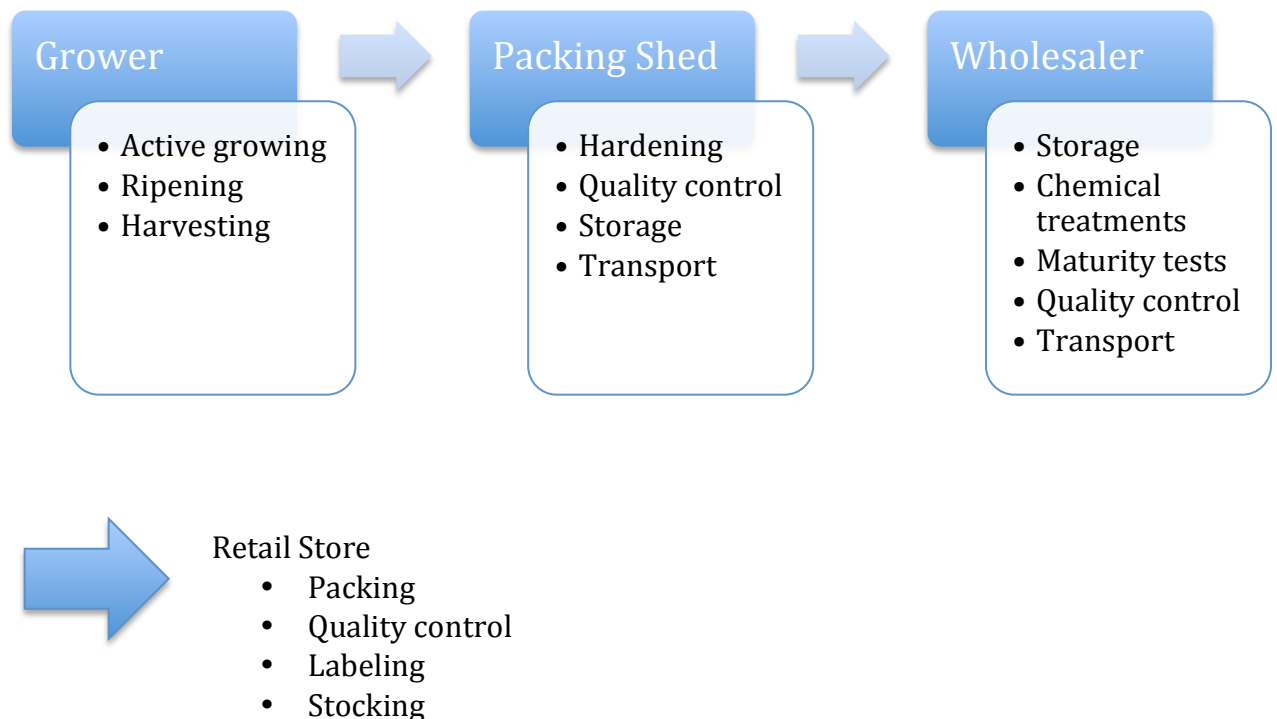 Grower
• Active growing
• Ripening
• Harvesting
Packing Shed
• Hardening
• Quality control
• Storage
• Transport
Wholesaler
• Storage
• Chemical
treatments
• Maturity tests
• Quality control
• Transport
Retail Store
• Packing
• Quality control
• Labeling
• Stocking